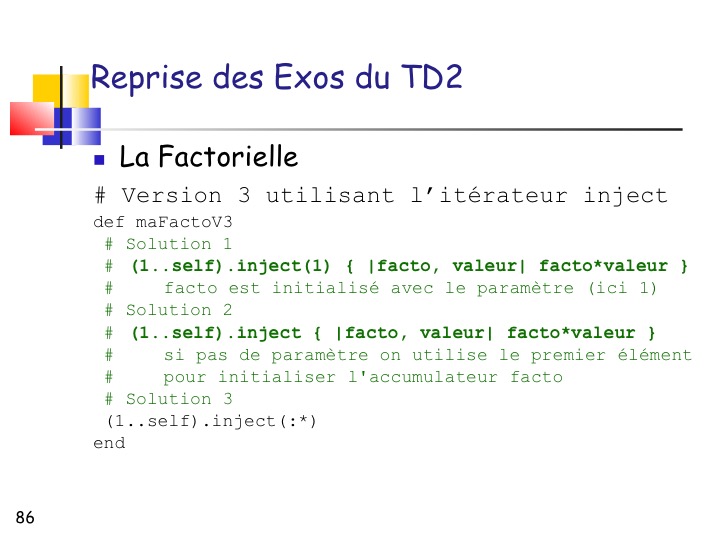 Reprise des Exos du TD2
La Factorielle
# Version 3 utilisant l’itérateur inject
def maFactoV3
# Solution 1
# (1..self).inject(1) { |facto, valeur| facto*valeur }
# facto est initialisé avec le paramètre (ici 1)
# Solution 2
# (1..self).inject { |facto, valeur| facto*valeur }
# si pas de paramètre on utilise le premier élément
# pour initialiser l'accumulateur facto
# Solution 3
(1..self).inject(:*)
end
86